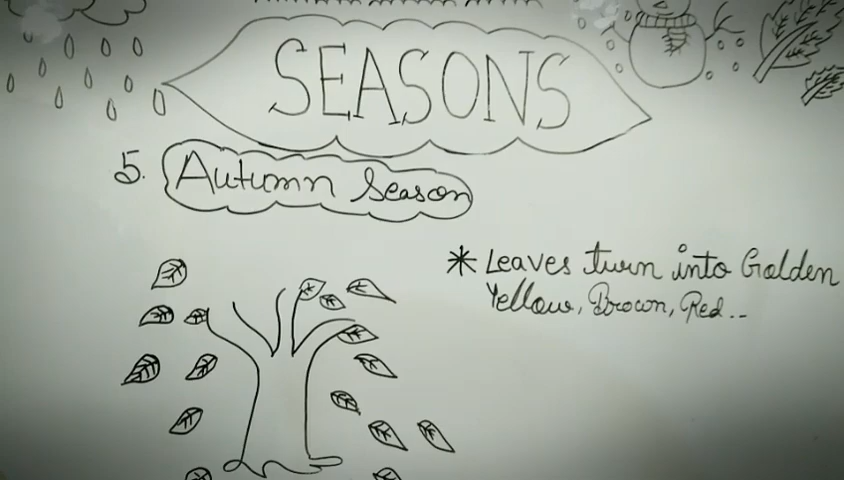 SEASONS
5. Autumn Season
* Leaves turn into Golden
Yellow, Brown, Red..